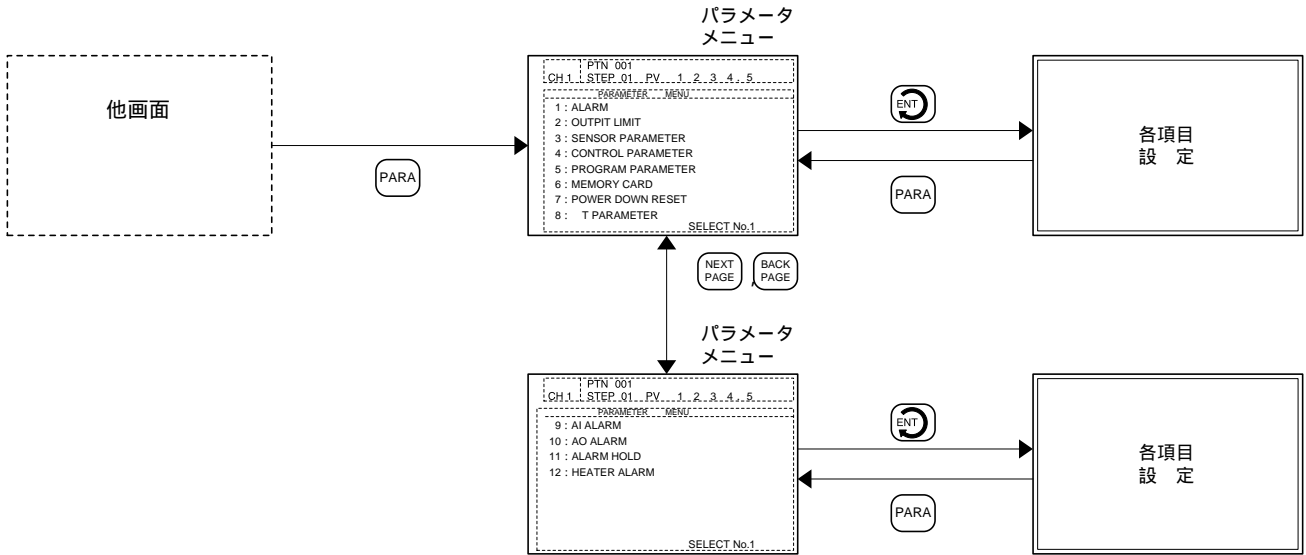 パラメータ
メニュー
他画面
PARA
PTN 001
CH 1 STEP 01 PV 1 2 3 4 . 5
PARAMETER MENU
1 : ALARM
2 : OUTPIT LIMIT
3 : SENSOR PARAMETER
4 : CONTROL PARAMETER
5 : PROGRAM PARAMETER
6 : MEMORY CARD
7 : POWER DOWN RESET
8 : T PARAMETER
SELECT No.1
ENT
PARA
各項目
設 定
NEXT
PAGE
,
BACK
PAGE
パラメータ
メニュー
PTN 001
CH 1 STEP 01 PV 1 2 3 4 . 5
PARAMETER MENU
9 : AI ALARM
10 : AO ALARM
11 : ALARM HOLD
12 : HEATER ALARM
SELECT No.1
ENT
PARA
各項目
設 定